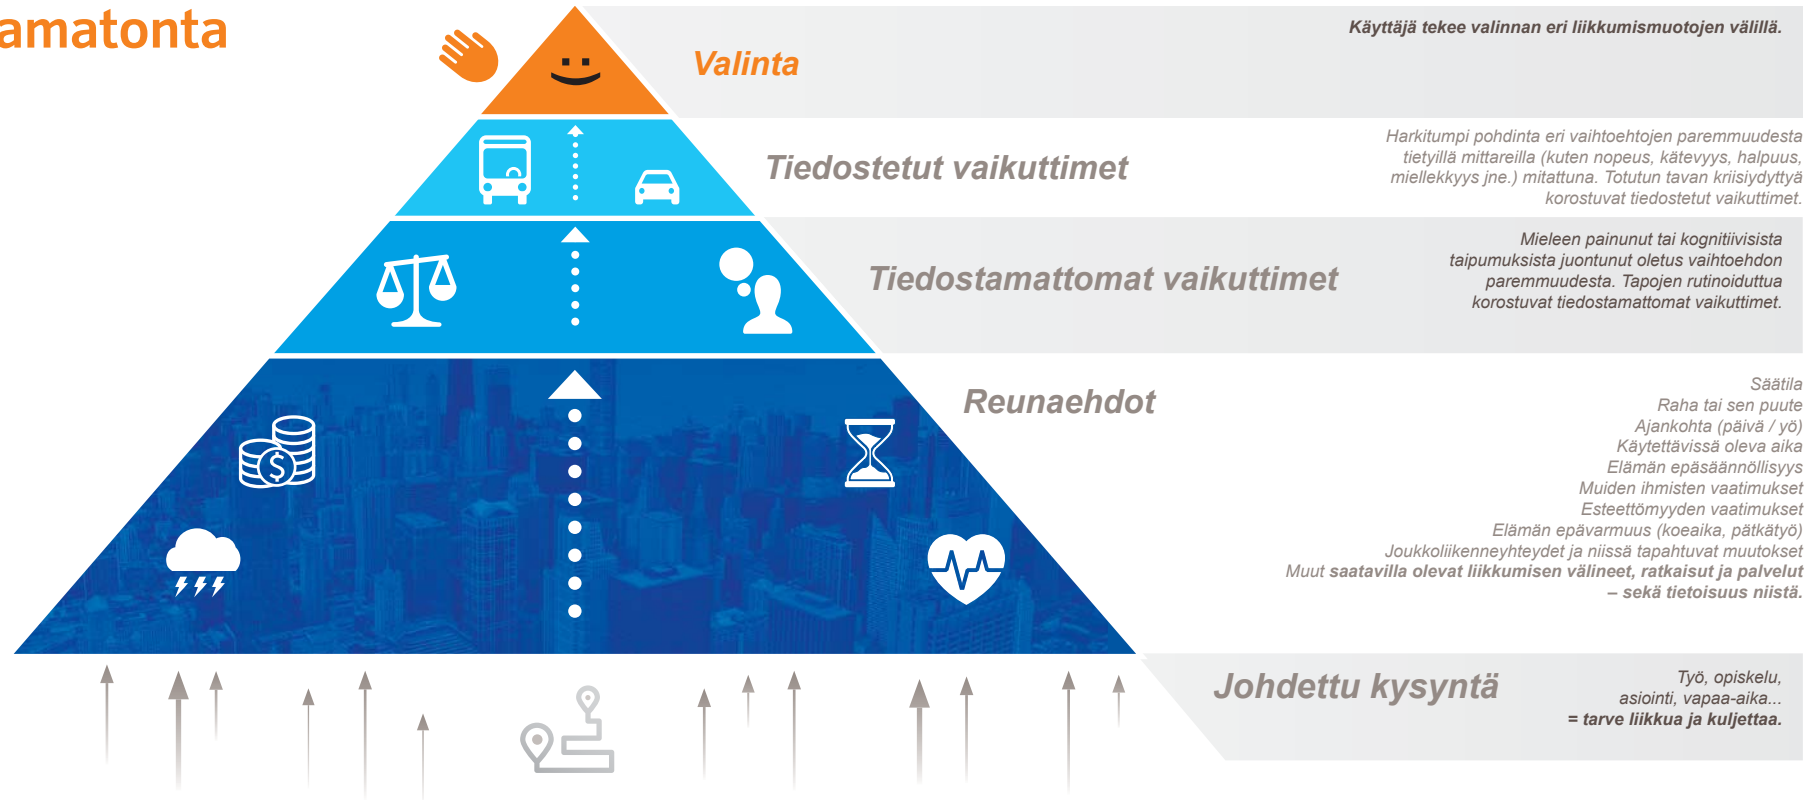 amatonta
Valinta
Käyttäjä tekee valinnan eri liikkumismuotojen välillä.
Tiedostetut vaikuttimet
Harkitumpi pohdinta eri vaihtoehtojen paremmuudesta
tietyillä mittareilla (kuten nopeus, kätevyys, halpuus,
miellekkyys jne.) mitattuna. Totutun tavan kriisiydyttyä
korostuvat tiedostetut vaikuttimet.
Tiedostamattomat vaikuttimet
Mieleen painunut tai kognitiivisista
taipumuksista juontunut oletus vaihtoehdon
paremmuudesta. Tapojen rutinoiduttua
korostuvat tiedostamattomat vaikuttimet.
Reunaehdot
Säätila
Raha tai sen puute
Ajankohta (päivä / yö)
Käytettävissä oleva aika
Elämän epäsäännöllisyys
Muiden ihmisten vaatimukset
Esteettömyyden vaatimukset
Elämän epävarmuus (koeaika, pätkätyö)
Joukkoliikenneyhteydet ja niissä tapahtuvat muutokset
Muut saatavilla olevat liikkumisen välineet, ratkaisut ja palvelut
– sekä tietoisuus niistä.
Johdettu kysyntä
Työ, opiskelu,
asiointi, vapaa-aika...
= tarve liikkua ja kuljettaa.